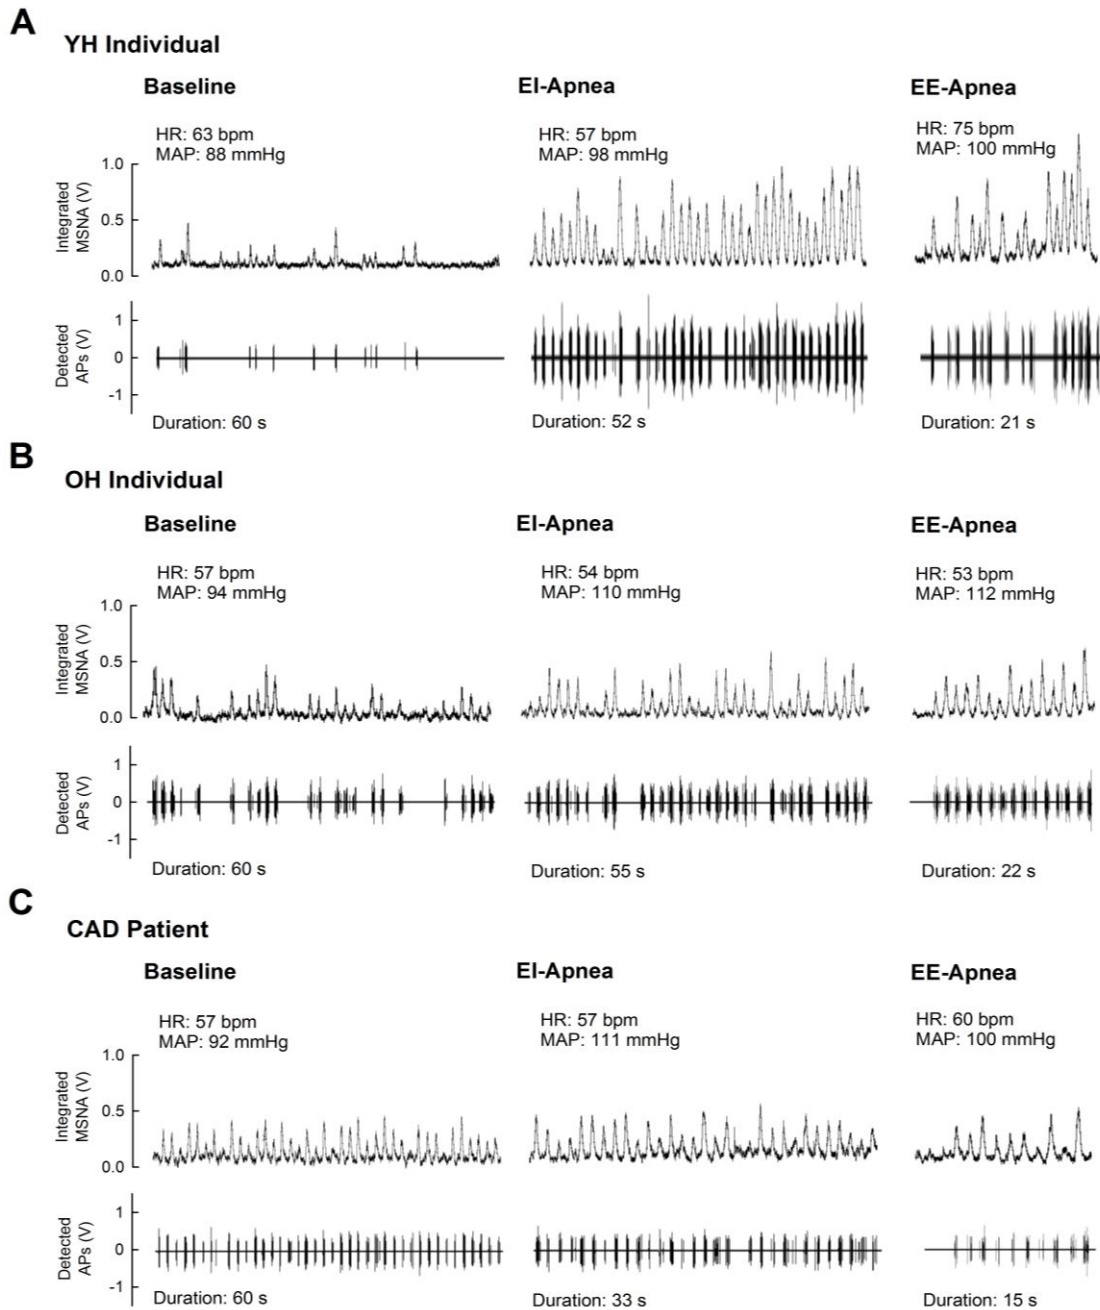 A
YH Individual
Baseline
EI-Apnea
EE-Apnea
HR: 63 bpm
MAP: 88 mmHg
HR: 57 bpm
MAP: 98 mmHg
HR: 75 bpm
MAP: 100 mmHg
Integrated
MSNA (V)
1.0
0.5
0.0
Detected
APs (V)
1
0
-1
Duration: 60 s
Duration: 52 s
Duration: 21 s
B
OH Individual
Baseline
EI-Apnea
EE-Apnea
HR: 57 bpm
MAP: 94 mmHg
HR: 54 bpm
MAP: 110 mmHg
HR: 53 bpm
MAP: 112 mmHg
Integrated
MSNA (V)
1.0
0.5
0.0
Detected
APs (V)
1
0
-1
Duration: 60 s
Duration: 55 s
Duration: 22 s
C
CAD Patient
Baseline
EI-Apnea
EE-Apnea
HR: 57 bpm
MAP: 92 mmHg
HR: 57 bpm
MAP: 111 mmHg
HR: 60 bpm
MAP: 100 mmHg
Integrated
MSNA (V)
1.0
0.5
0.0
Detected
APs (V)
1
0
-1
Duration: 60 s
Duration: 33 s
Duration: 15 s